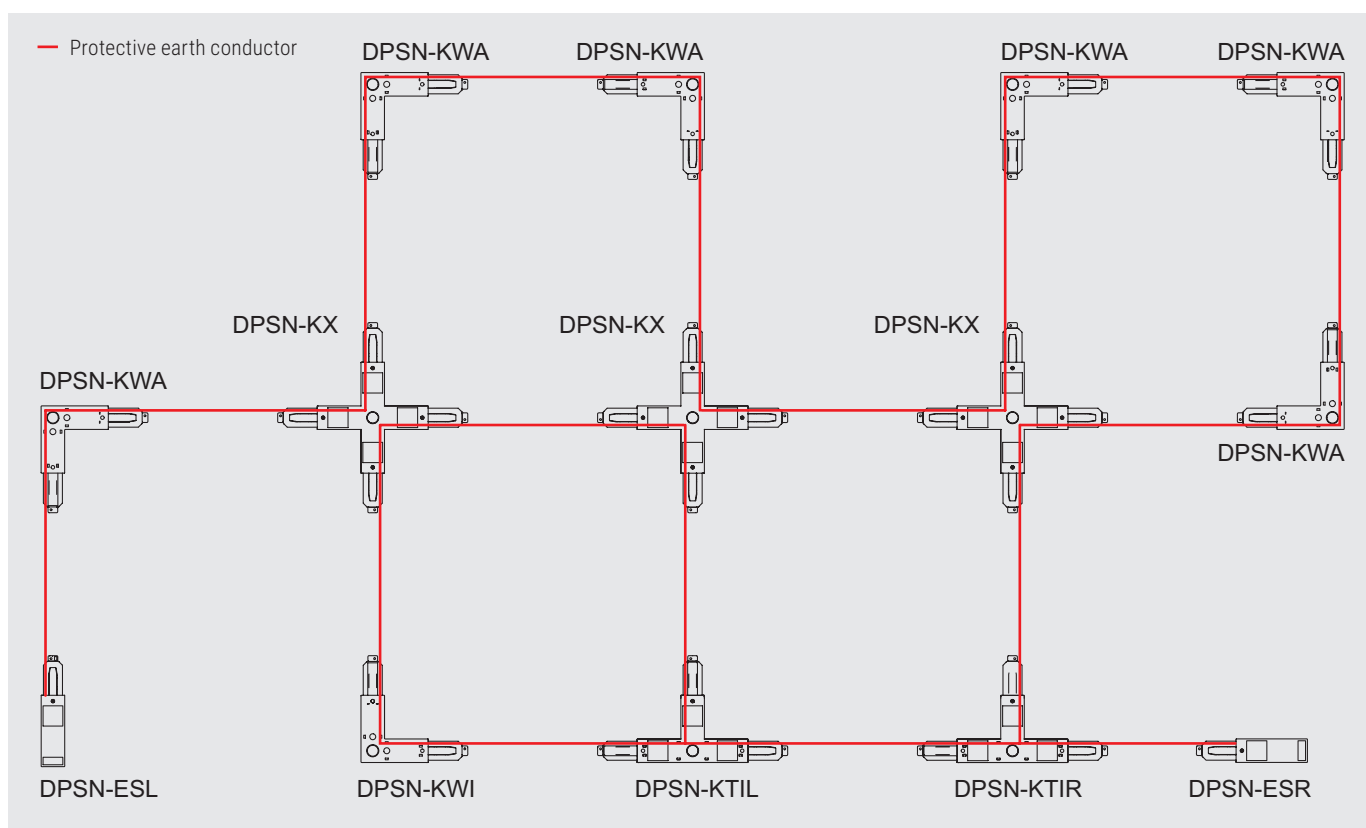 Protective earth conductor
DPSN-KWA
DPSN-KWA
DPSN-KWA
DPSN-KWA
DPSN-KX
DPSN-KX
DPSN-KX
DPSN-KWA
DPSN-KWA
DPSN-ESL
DPSN-KWI
DPSN-KTIL
DPSN-KTIR
DPSN-ESR